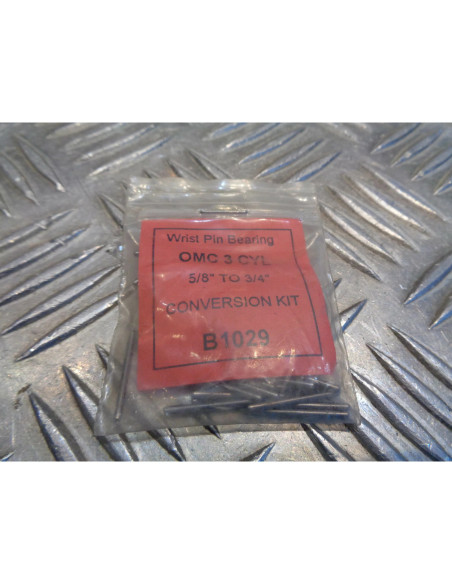 Wrist Pin Bearing
OMC 3 CYL
5/8" TO 3/4"
CONVERSION KIT
B1029